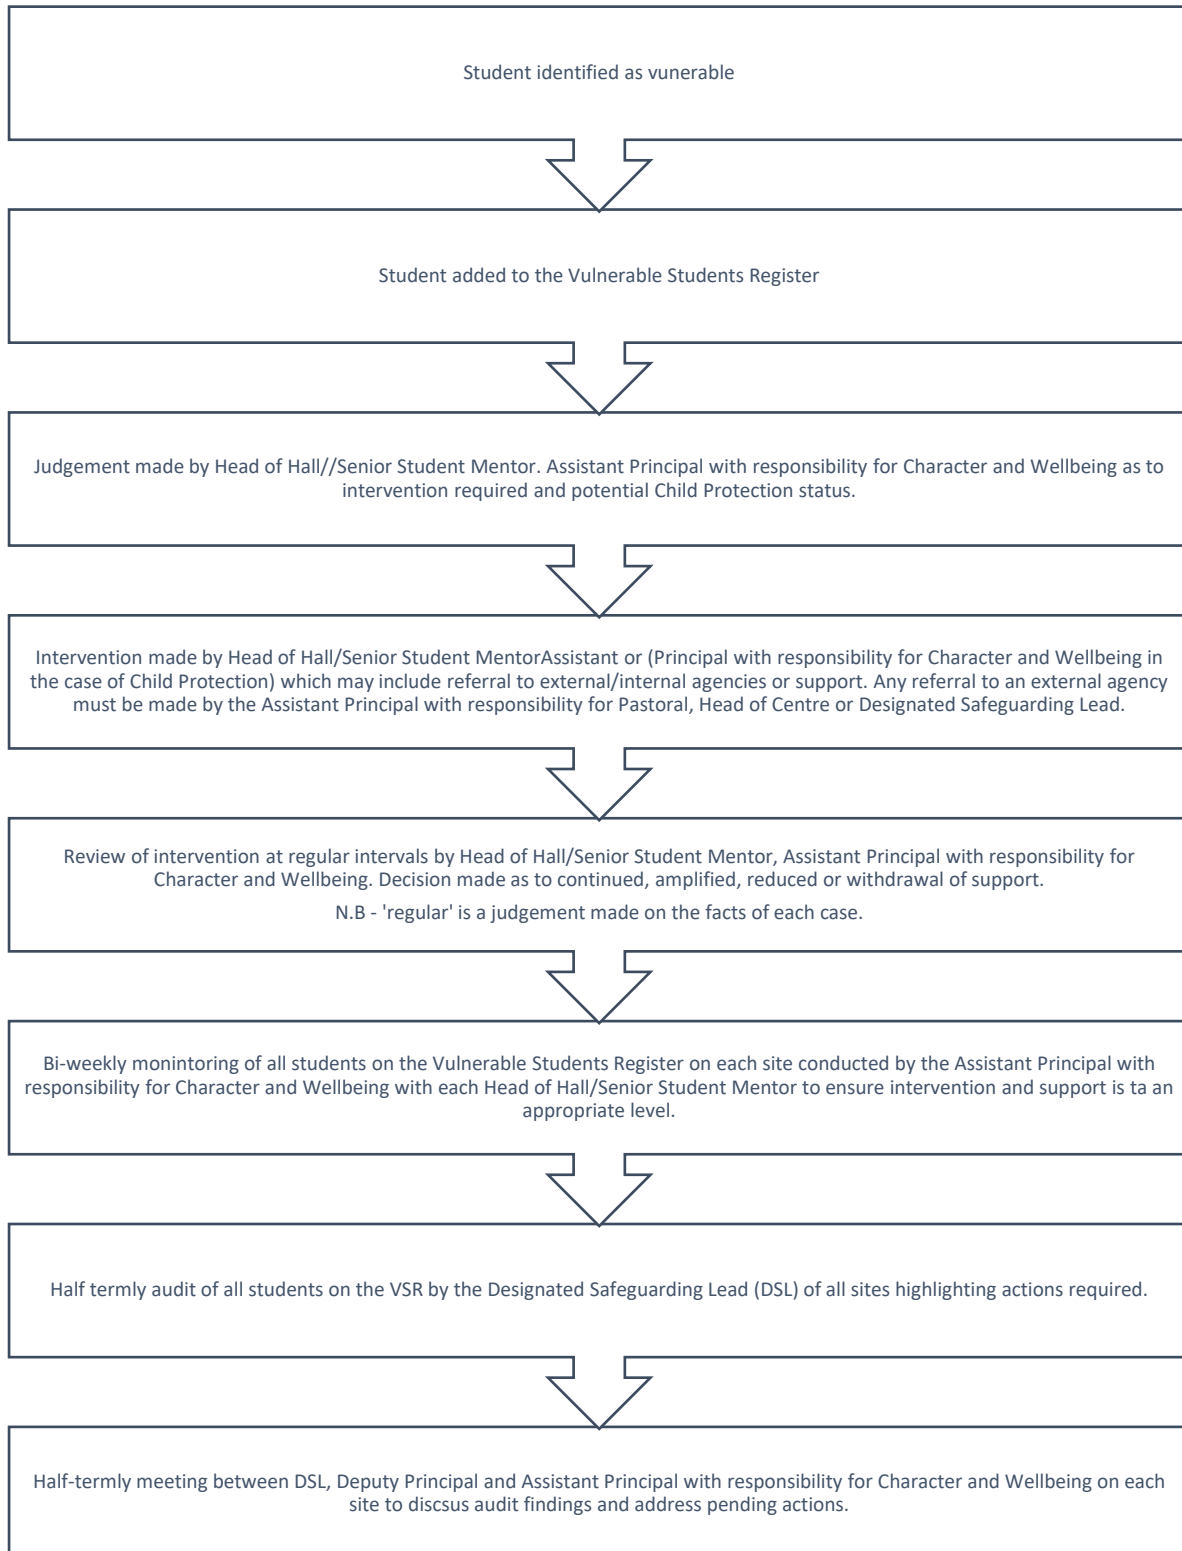 Student identified as vunerable
Student added to the Vulnerable Students Register
Judgement made by Head of Hall//Senior Student Mentor. Assistant Principal with responsibility for Character and Wellbeing as to
intervention required and potential Child Protection status.
Intervention made by Head of Hall/Senior Student MentorAssistant or (Principal with responsibility for Character and Wellbeing in
the case of Child Protection) which may include referral to external/internal agencies or support. Any referral to an external agency
must be made by the Assistant Principal with responsibility for Pastoral, Head of Centre or Designated Safeguarding Lead.
Review of intervention at regular intervals by Head of Hall/Senior Student Mentor, Assistant Principal with responsibility for
Character and Wellbeing. Decision made as to continued, amplified, reduced or withdrawal of support.
N.B - 'regular' is a judgement made on the facts of each case.
Bi-weekly monintoring of all students on the Vulnerable Students Register on each site conducted by the Assistant Principal with
responsibility for Character and Wellbeing with each Head of Hall/Senior Student Mentor to ensure intervention and support is ta an
appropriate level.
Half termly audit of all students on the VSR by the Designated Safeguarding Lead (DSL) of all sites highlighting actions required.
Half-termly meeting between DSL, Deputy Principal and Assistant Principal with responsibility for Character and Wellbeing on each
site to discsus audit findings and address pending actions.